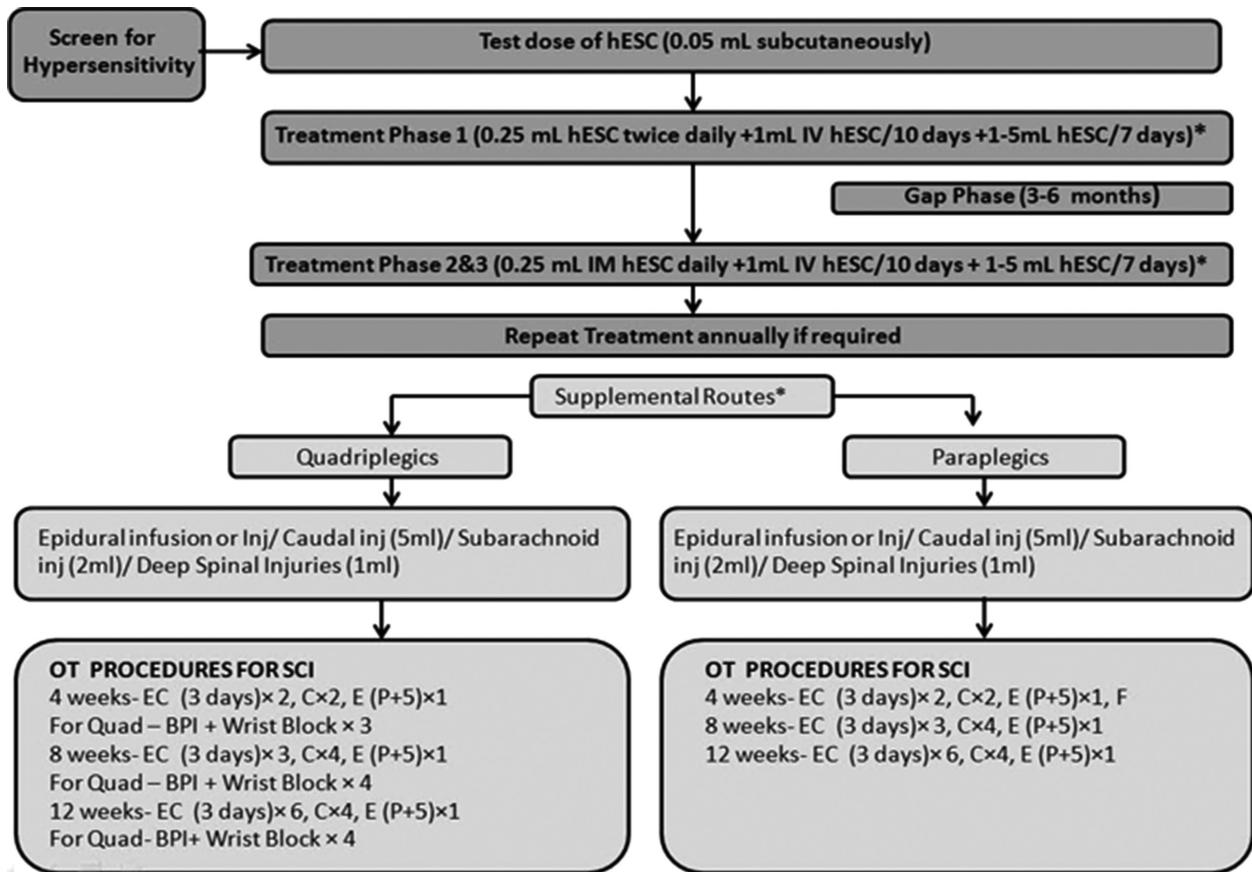 Screen for
Hypersensitivity
Test dose of hESC (0.05 mL subcutaneously)
Treatment Phase 1 (0.25 mL hESC twice daily +1mL IV hESC/10 days +1-5mL hESC/7 days)*
Gap Phase (3-6 months)
Treatment Phase 2&3 (0.25 mL IM hESC daily +1mL IV hESC/10 days + 1-5 mL hESC/7 days)*
Repeat Treatment annually if required
Supplemental Routes*
Quadriplegics
Epidural infusion or Inj/ Caudal inj (5ml)/ Subarachnoid
inj (2ml)/ Deep Spinal Injuries (1ml)
OT PROCEDURES FOR SCI
4 weeks- EC (3 days)× 2, C×2, E (P+5)×1
For Quad – BPI + Wrist Block × 3
8 weeks- EC (3 days)× 3, C×4, E (P+5)×1
For Quad – BPI + Wrist Block × 4
12 weeks- EC (3 days)× 6, C×4, E (P+5)×1
For Quad- BPI+ Wrist Block × 4
Paraplegics
Epidural infusion or Inj/ Caudal inj (5ml)/ Subarachnoid
inj (2ml)/ Deep Spinal Injuries (1ml)
OT PROCEDURES FOR SCI
4 weeks- EC (3 days)× 2, C×2, E (P+5)×1, F
8 weeks- EC (3 days)× 3, C×4, E (P+5)×1
12 weeks- EC (3 days)× 6, C×4, E (P+5)×1